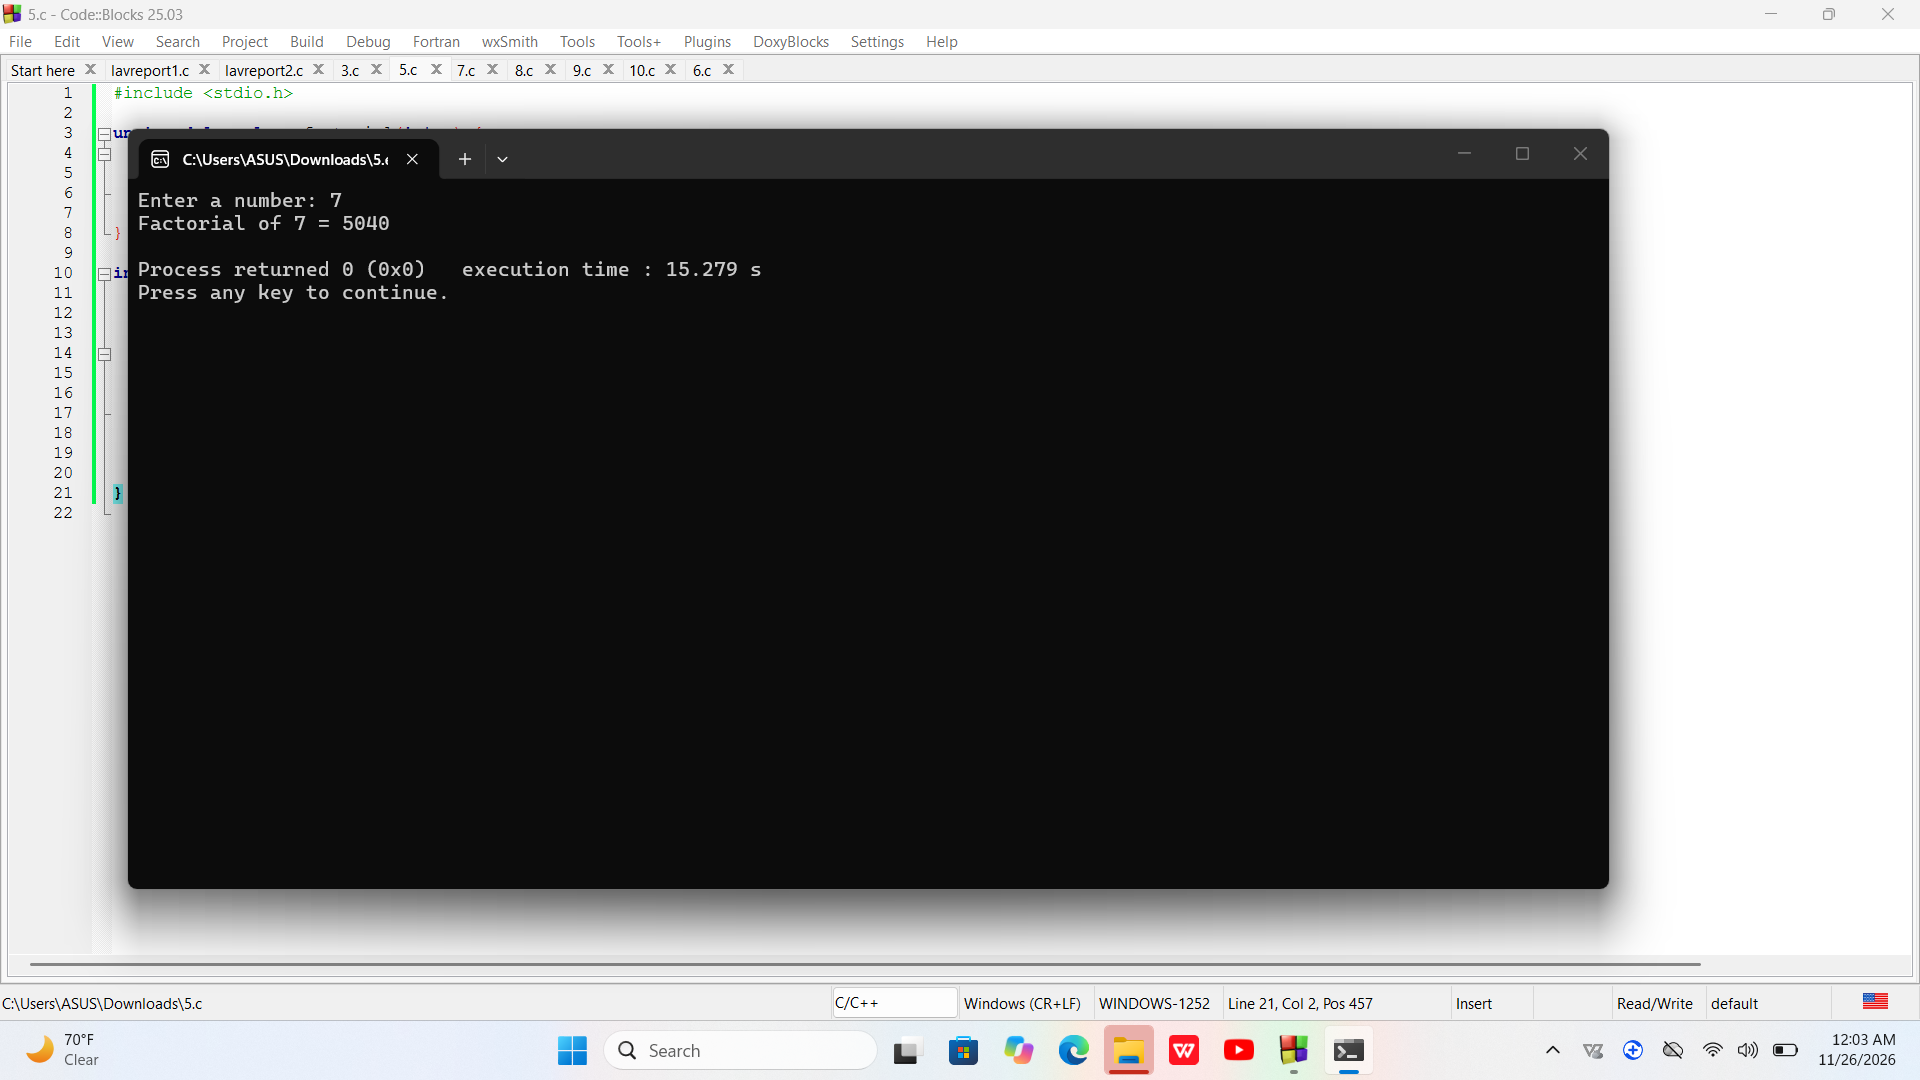 5.c - Code::Blocks 25.03
File Edit View Search Project Build Debug Fortran wxSmith Tools Tools+ Plugins DoxyBlocks Settings Help
Start here lavreport1.c lavreport2.c 3.c 5.c 7.c 8.c 9.c 10.c 6.c
1 #include <stdio.h>
2
3
4
5
6
7
8 }
9
10
11
12
13
14
15
16
17
18
19
20
21 }
22
C:\Users\ASUS\Downloads\5.e
Enter a number: 7
Factorial of 7 = 5040
Process returned 0 (0x0) execution time : 15.279 s
Press any key to continue.
C:\Users\ASUS\Downloads\5.c C/C++ Windows (CR+LF) WINDOWS-1252 Line 21, Col 2, Pos 457 Insert Read/Write default
70°F
Clear
Search
12:03 AM
11/26/2026